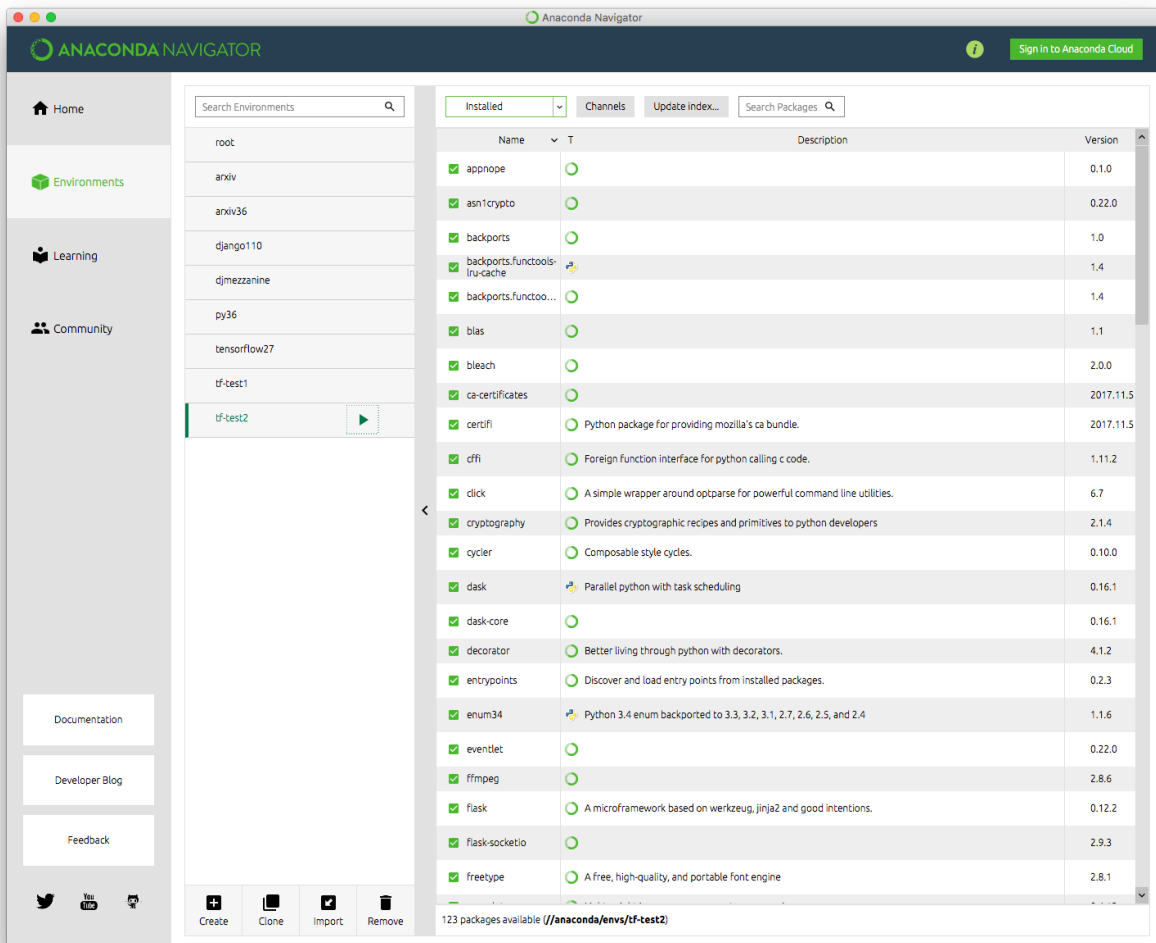 Anaconda Navigator
ANACONDA NAVIGATOR
i
Sign in to Anaconda Cloud
Home
Environments
Learning
Community
Documentation
Developer Blog
Feedback
You
Tube
Search Environments
root
arxiv
arxiv36
django110
djmezzanine
py36
tensorflow27
tf-test1
tf-test2
Create
Clone
Import
Remove
Installed
Channels
Update index...
Search Packages
Name T Description Version
appnope 0.1.0
asn1crypto 0.22.0
backports 1.0
backports.functools-
lru-cache 1.4
backports.functoo... 1.4
blas 1.1
bleach 2.0.0
ca-certificates 2017.11.5
certifi Python package for providing mozilla's ca bundle. 2017.11.5
cffi Foreign function interface for python calling c code. 1.11.2
click A simple wrapper around optparse for powerful command line utilities. 6.7
cryptography Provides cryptographic recipes and primitives to python developers 2.1.4
cycler Composable style cycles. 0.10.0
dask Parallel python with task scheduling 0.16.1
dask-core 0.16.1
decorator Better living through python with decorators. 4.1.2
entrypoints Discover and load entry points from installed packages. 0.2.3
enum34 Python 3.4 enum backported to 3.3, 3.2, 3.1, 2.7, 2.6, 2.5, and 2.4 1.1.6
eventlet 0.22.0
ffmpeg 2.8.6
flask A microframework based on werkzeug, jinja2 and good intentions. 0.12.2
flask-socketio 2.9.3
freetype A free, high-quality, and portable font engine 2.8.1
123 packages available (//anaconda/envs/tf-test2)